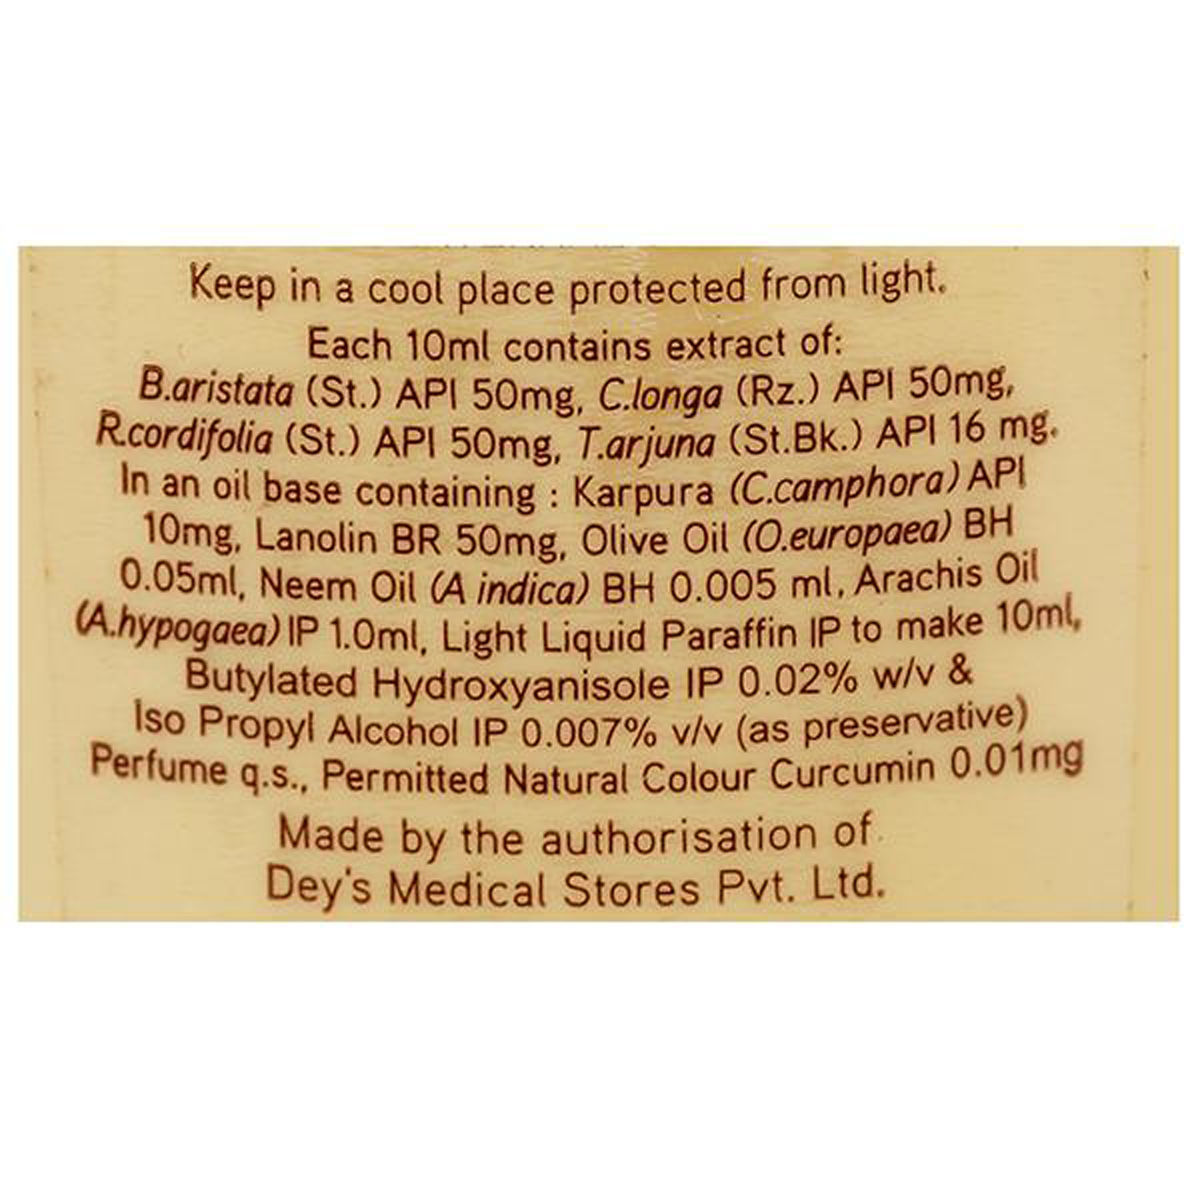 Keep in a cool place protected from light.
Each 10ml contains extract of:
B.aristata (St.) API 50mg, C.longa (Rz.) API 50mg,
R.cordifolia (St.) API 50mg, T.arjuna (St.Bk.) API 16 mg.
In an oil base containing : Karpura (C.camphora) API
10mg, Lanolin BR 50mg, Olive Oil (O.europaea) BH
0.05ml, Neem Oil (A indica) BH 0.005 ml, Arachis Oil
(A.hypogaea) IP 1.0ml, Light Liquid Paraffin IP to make 10ml,
Butylated Hydroxyanisole IP 0.02% w/v &
Iso Propyl Alcohol IP 0.007% v/v (as preservative)
Perfume q.s., Permitted Natural Colour Curcumin 0.01mg
Made by the authorisation of
Dey's Medical Stores Pvt. Ltd.